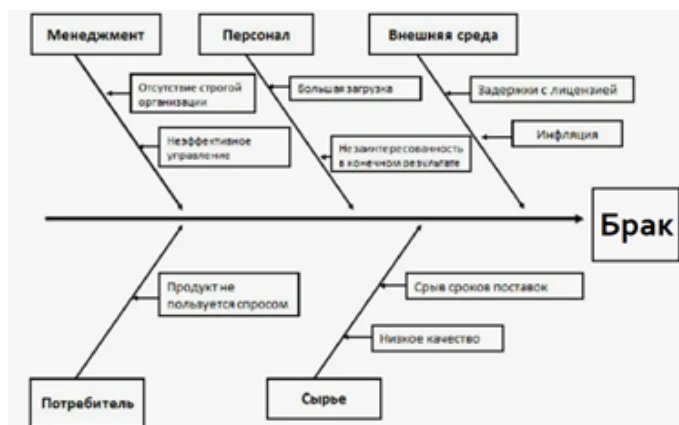 Менеджмент
Персонал
Внешняя среда
Отсутствие строгой
организации
Большая загрузка
Задержки с лицензией
Неэффективное
управление
Незаинтересованность
в конечном результате
Инфляция
Брак
Продукт не
пользуется спросом
Срыв сроков поставок
Низкое качество
Потребитель
Сырье